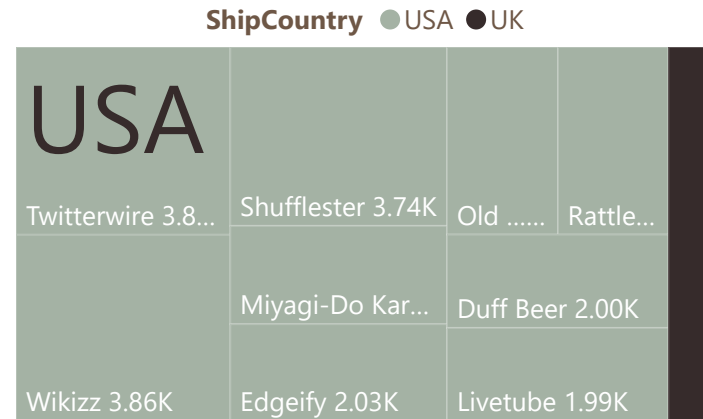 ShipCountry USA UK
USA
Twitterwire 3.8...
Shufflester 3.74K
Old ......
Rattle...
Miyagi-Do Kar...
Duff Beer 2.00K
Wikizz 3.86K
Edgeify 2.03K
Livetube 1.99K